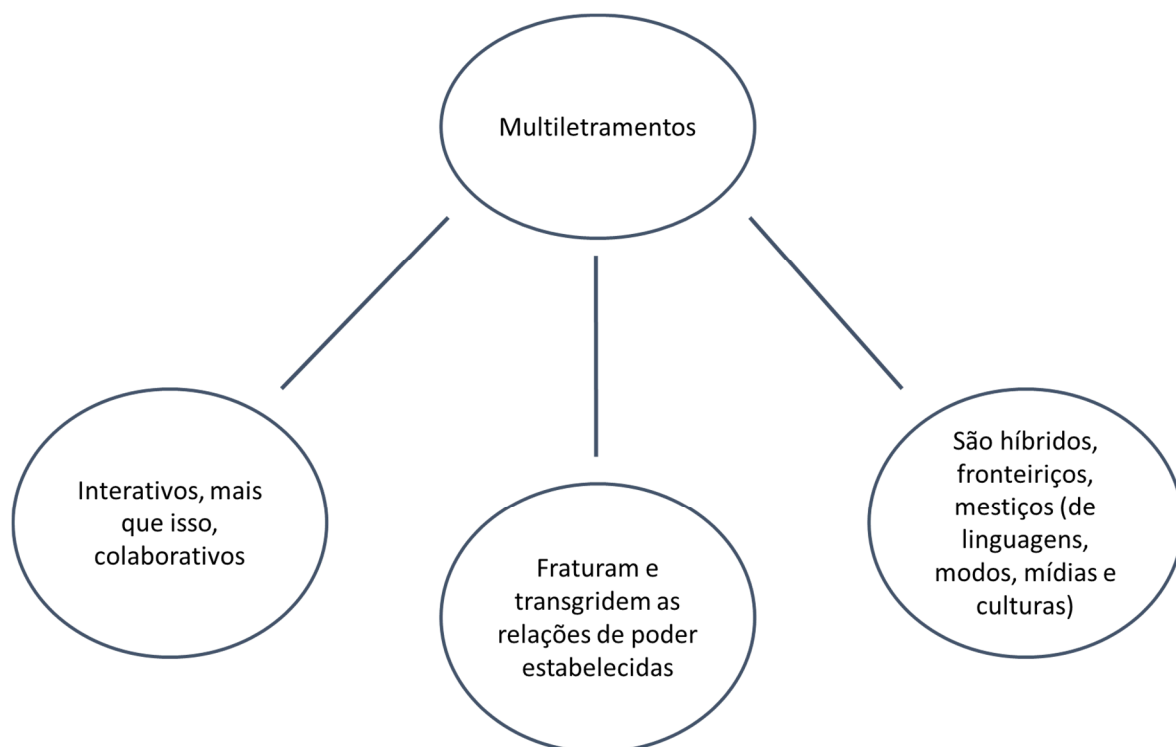 Multiletramentos
Interativos, mais
que isso,
colaborativos
Fraturam e
transgridem as
relações de poder
estabelecidas
São híbridos,
fronteiriços,
mestiços (de
linguagens,
modos, mídias e
culturas)